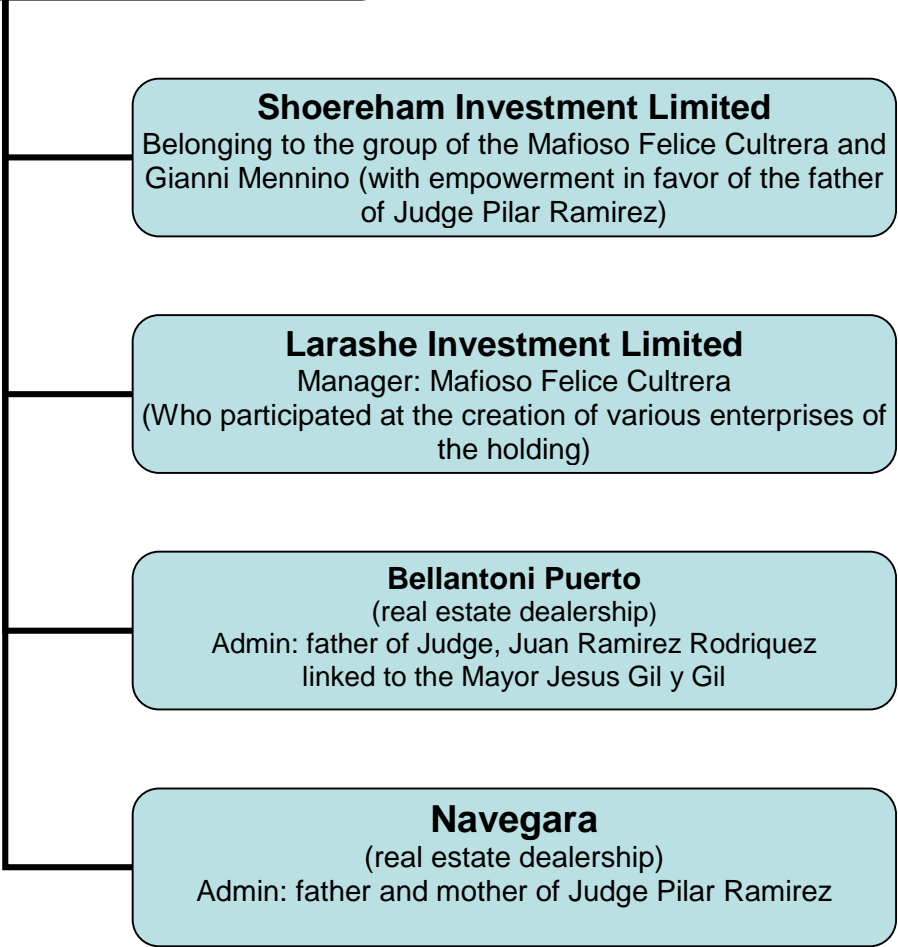 Shoereham Investment Limited
Belonging to the group of the Mafioso Felice Cultrera and
Gianni Mennino (with empowerment in favor of the father
of Judge Pilar Ramirez)
Larashe Investment Limited
Manager: Mafioso Felice Cultrera
(Who participated at the creation of various enterprises of
the holding)
Bellantoni Puerto
(real estate dealership)
Admin: father of Judge, Juan Ramirez Rodriquez
linked to the Mayor Jesus Gil y Gil
Navegara
(real estate dealership)
Admin: father and mother of Judge Pilar Ramirez